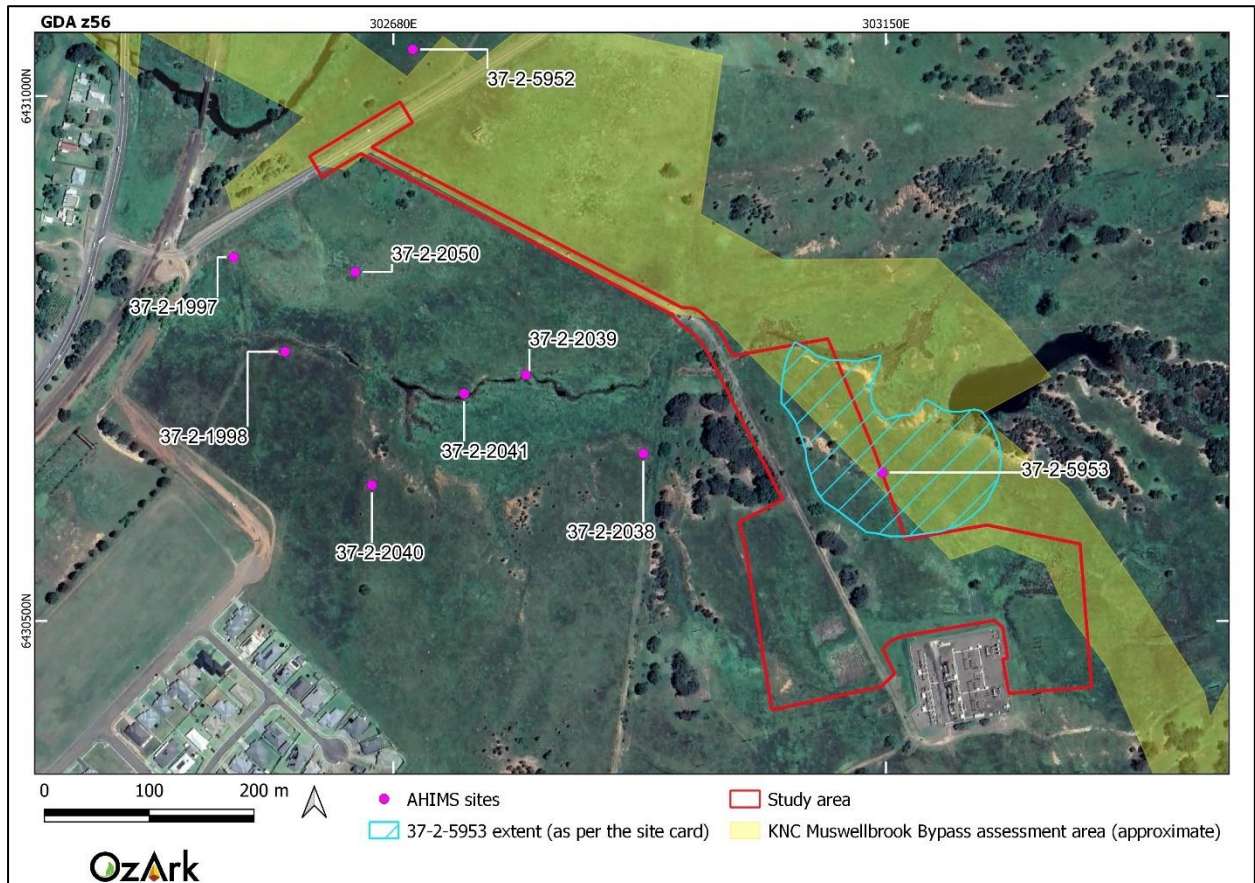 GDA z56
302680E
303150E
6431000N
37-2-5952
37-2-1997
37-2-2050
37-2-2039
37-2-1998
37-2-2041
37-2-5953
37-2-2040
37-2-2038
6430500N
0 100 200 m
AHIMS sites
Study area
37-2-5953 extent (as per the site card)
KNC Muswellbrook Bypass assessment area (approximate)
OzArk